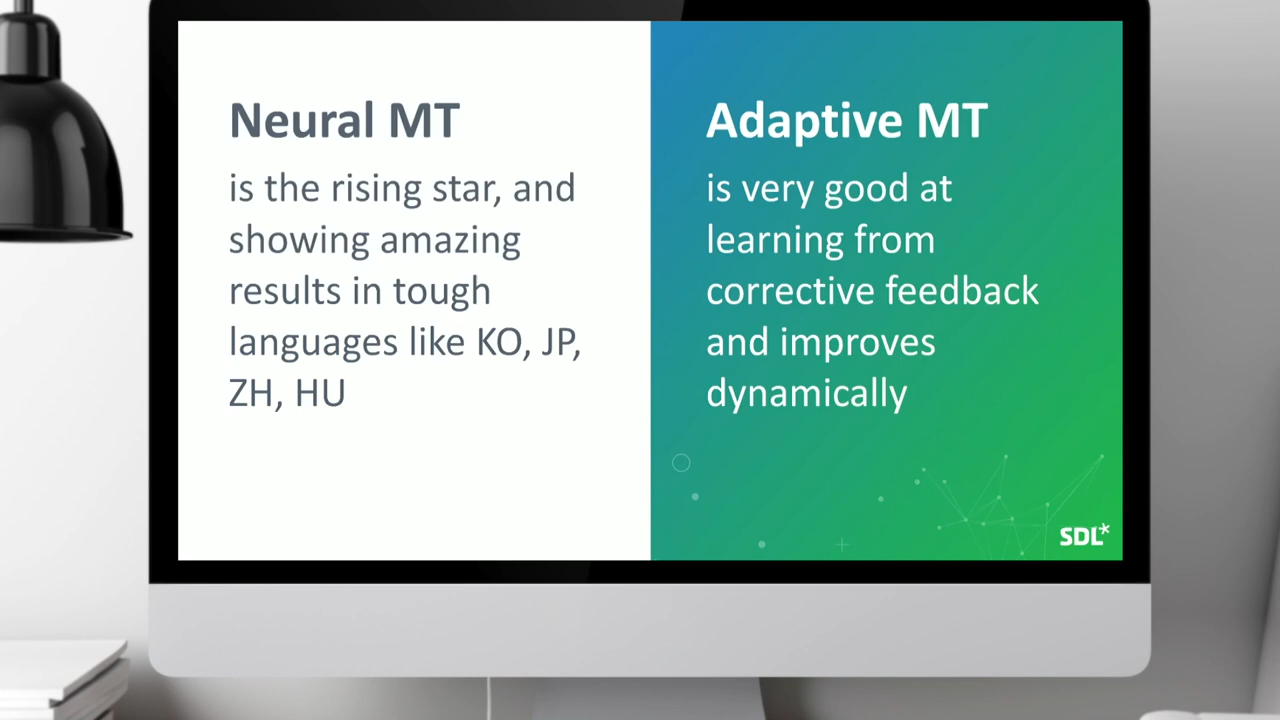 Neural MT
is the rising star, and
showing amazing
results in tough
languages like KO, JP,
ZH, HU
Adaptive MT
is very good at
learning from
corrective feedback
and improves
dynamically
SDL*